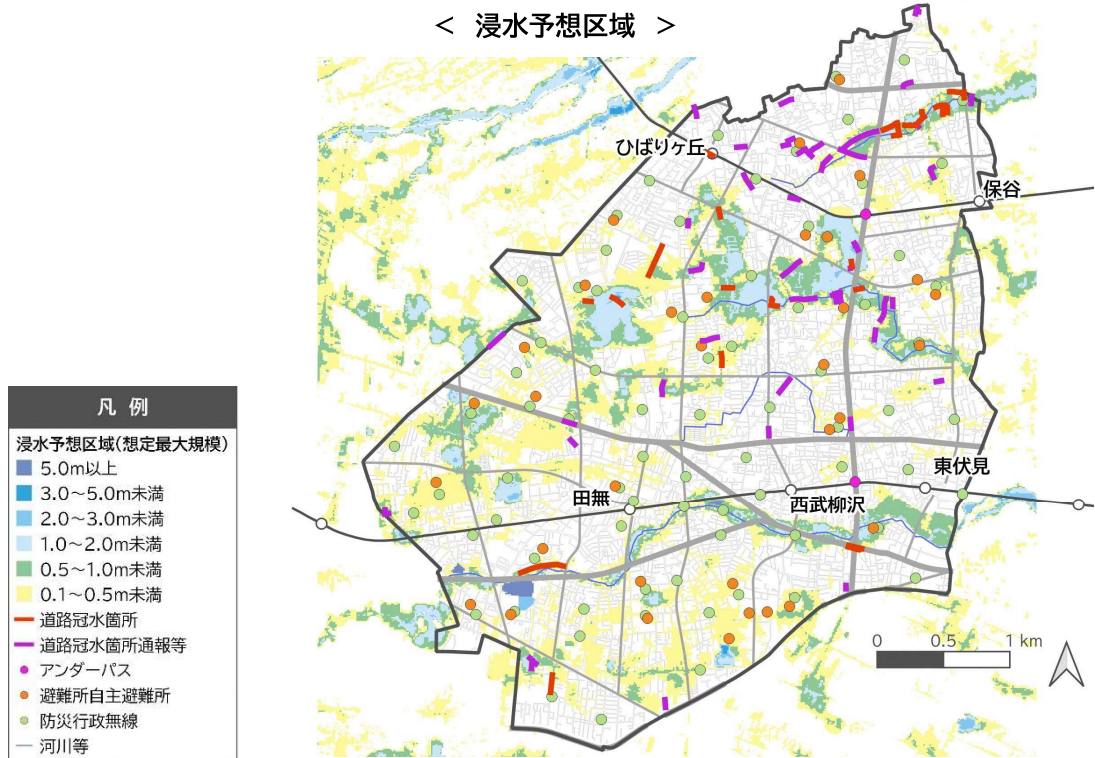 < 浸水予想区域 >
ひばりヶ丘
保谷
東伏見
田無
西武柳沢
凡 例
浸水予想区域(想定最大規模)
5.0m以上
3.0~5.0m未満
2.0~3.0m未満
1.0~2.0m未満
0.5~1.0m未満
0.1~0.5m未満
道路冠水箇所
道路冠水箇所通報等
アンダーパス
避難所自主避難所
防災行政無線
河川等
0 0.5 1 km